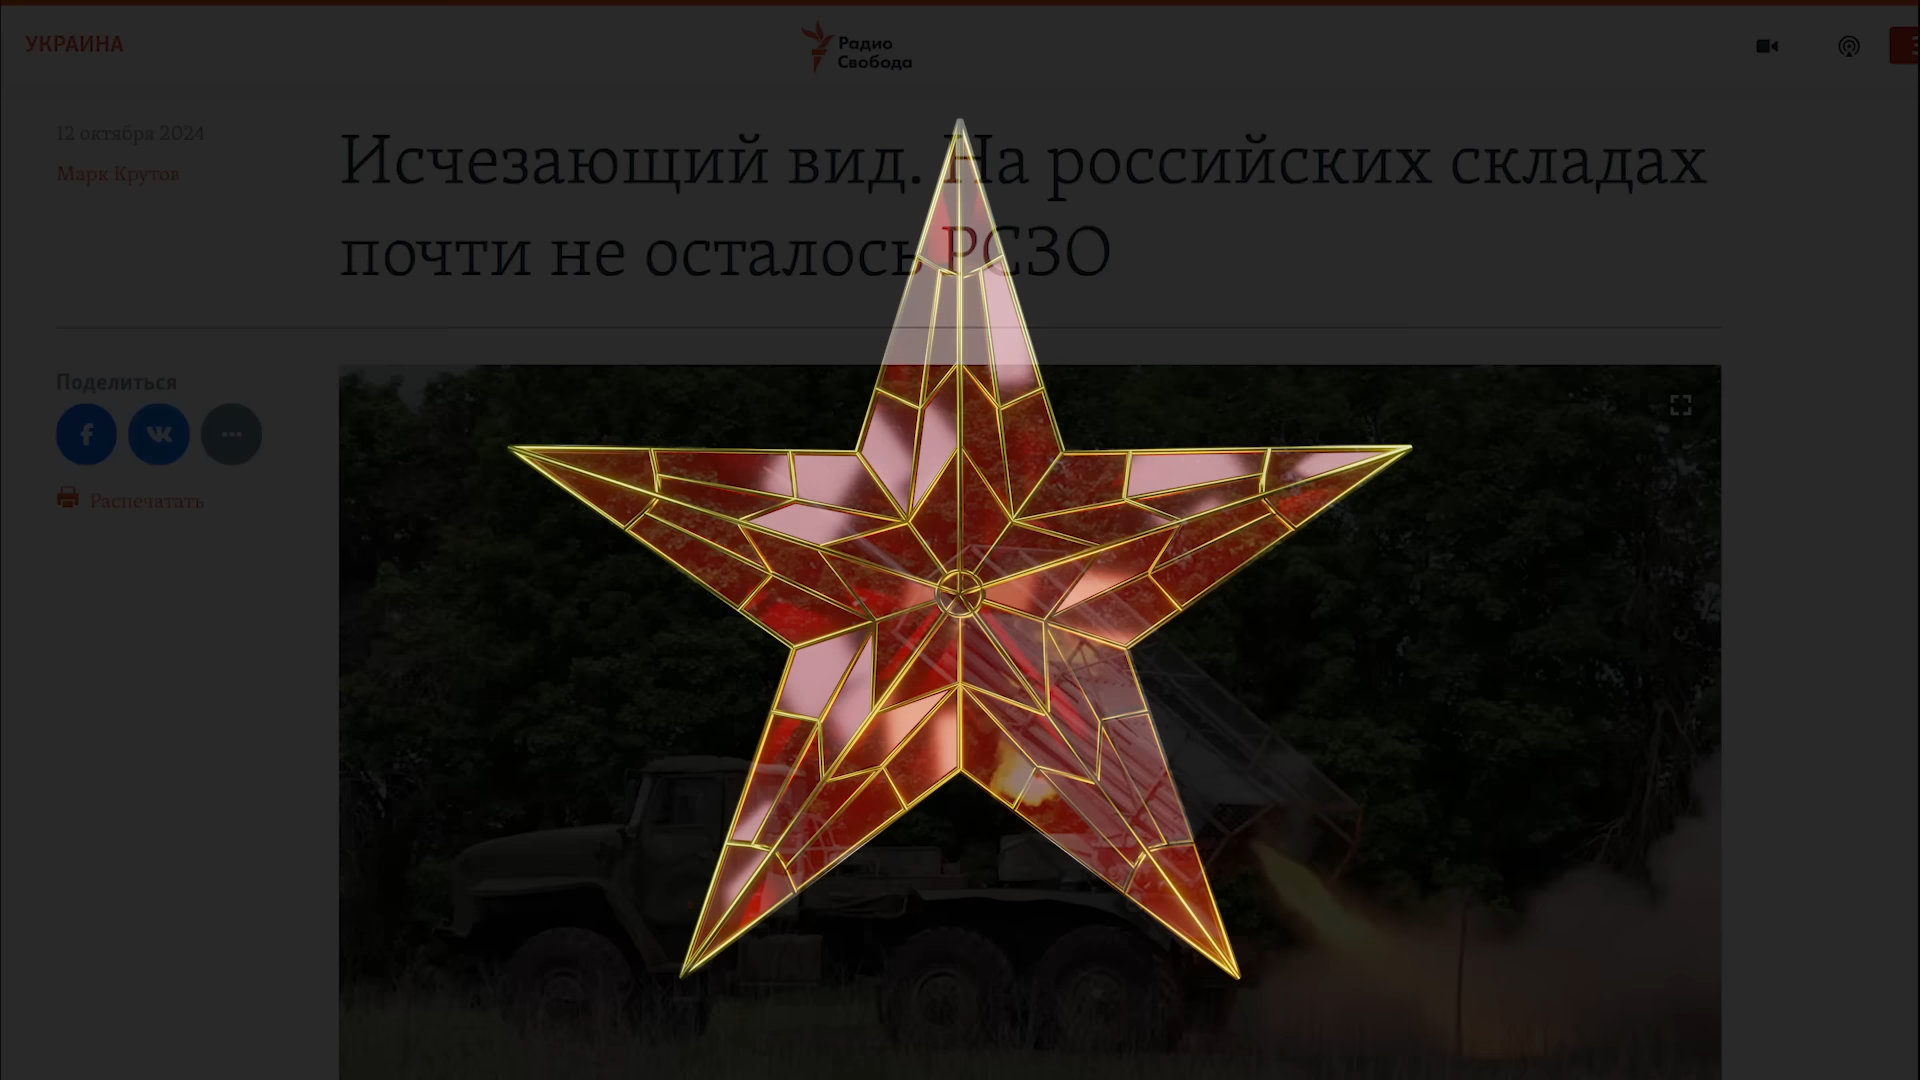 УКРАИНА
Радио
Свобода
12 октября 2024
Марк Крутов
Исчезающий вид. На российских складах
почти не осталось РСЗО
Поделиться
Распечатать